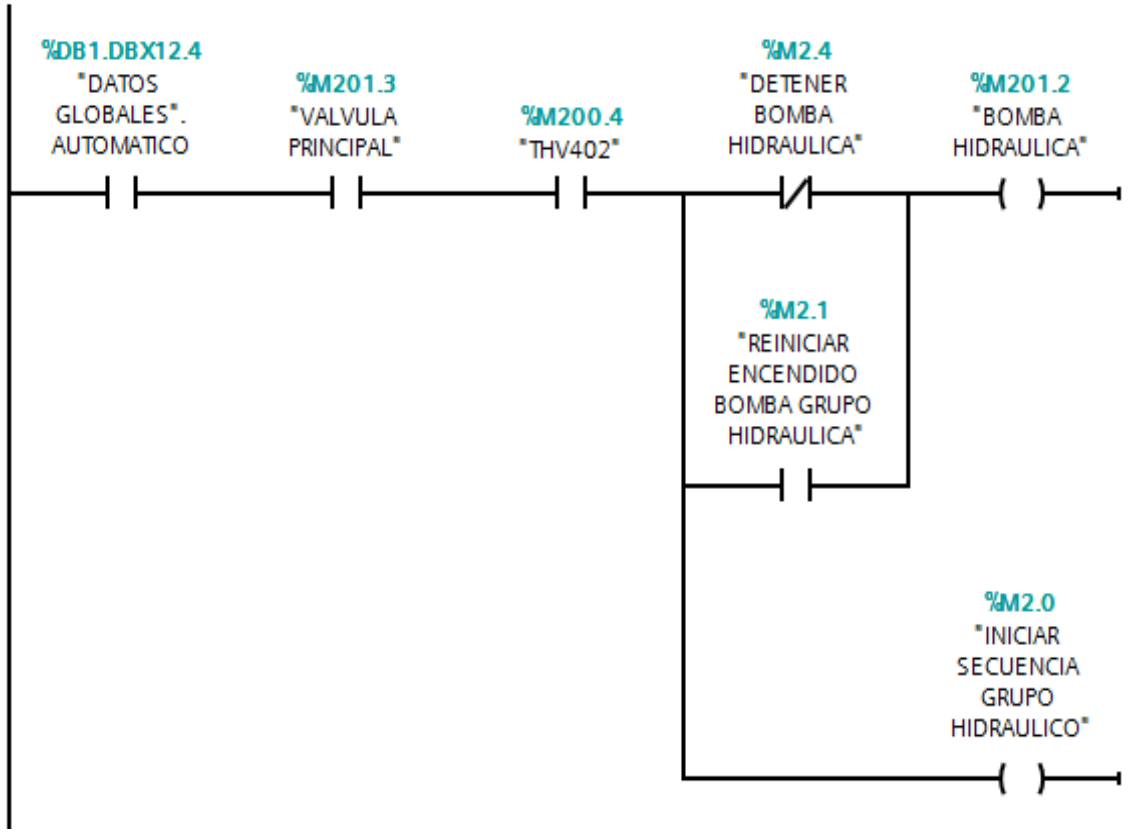 %DB1.DBX12.4
"DATOS
GLOBALES".
AUTOMATICO
%M201.3
"VALVULA
PRINCIPAL"
%M200.4
"THV402"
%M2.4
"DETENER
BOMBA
HIDRAULICA"
%M201.2
"BOMBA
HIDRAULICA"
%M2.1
"REINICIAR
ENCENDIDO
BOMBA GRUPO
HIDRAULICA"
%M2.0
"INICIAR
SECUENCIA
GRUPO
HIDRAULICO"